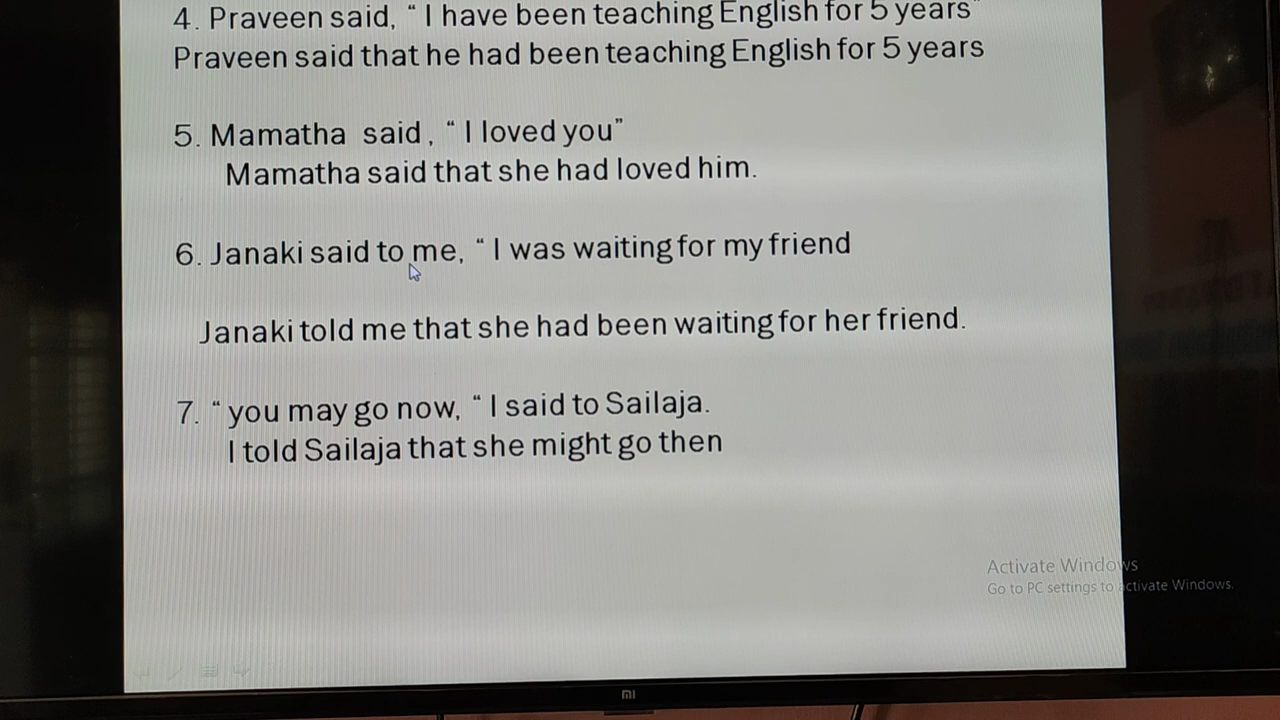 4. Praveen said, “ I have been teaching English for 5 years”
Praveen said that he had been teaching English for 5 years
5. Mamatha said , “ I loved you”
Mamatha said that she had loved him.
6. Janaki said to me, “ I was waiting for my friend
Janaki told me that she had been waiting for her friend.
7. “ you may go now, “ I said to Sailaja.
I told Sailaja that she might go then
Activate Windows
Go to PC settings to activate Windows.
mi